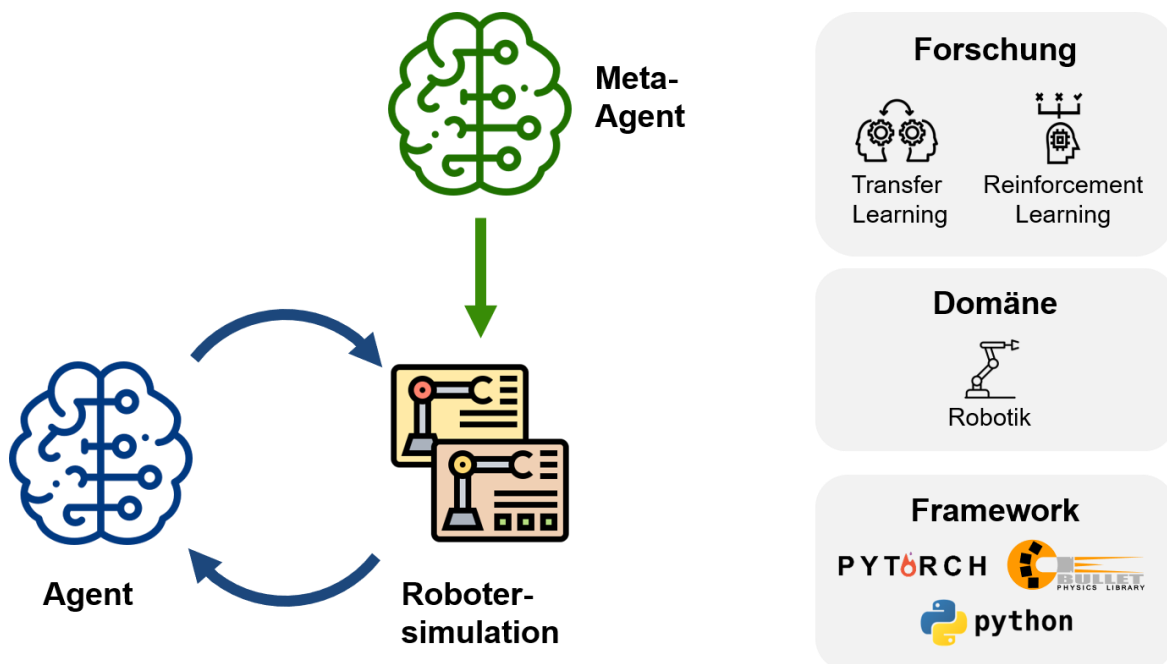 Meta-
Agent
Agent
Roboter-
simulation
Forschung
Transfer
Learning
Reinforcement
Learning
Domäne
Robotik
Framework
PYTORCH
BULLET
PHYSICS LIBRARY
python